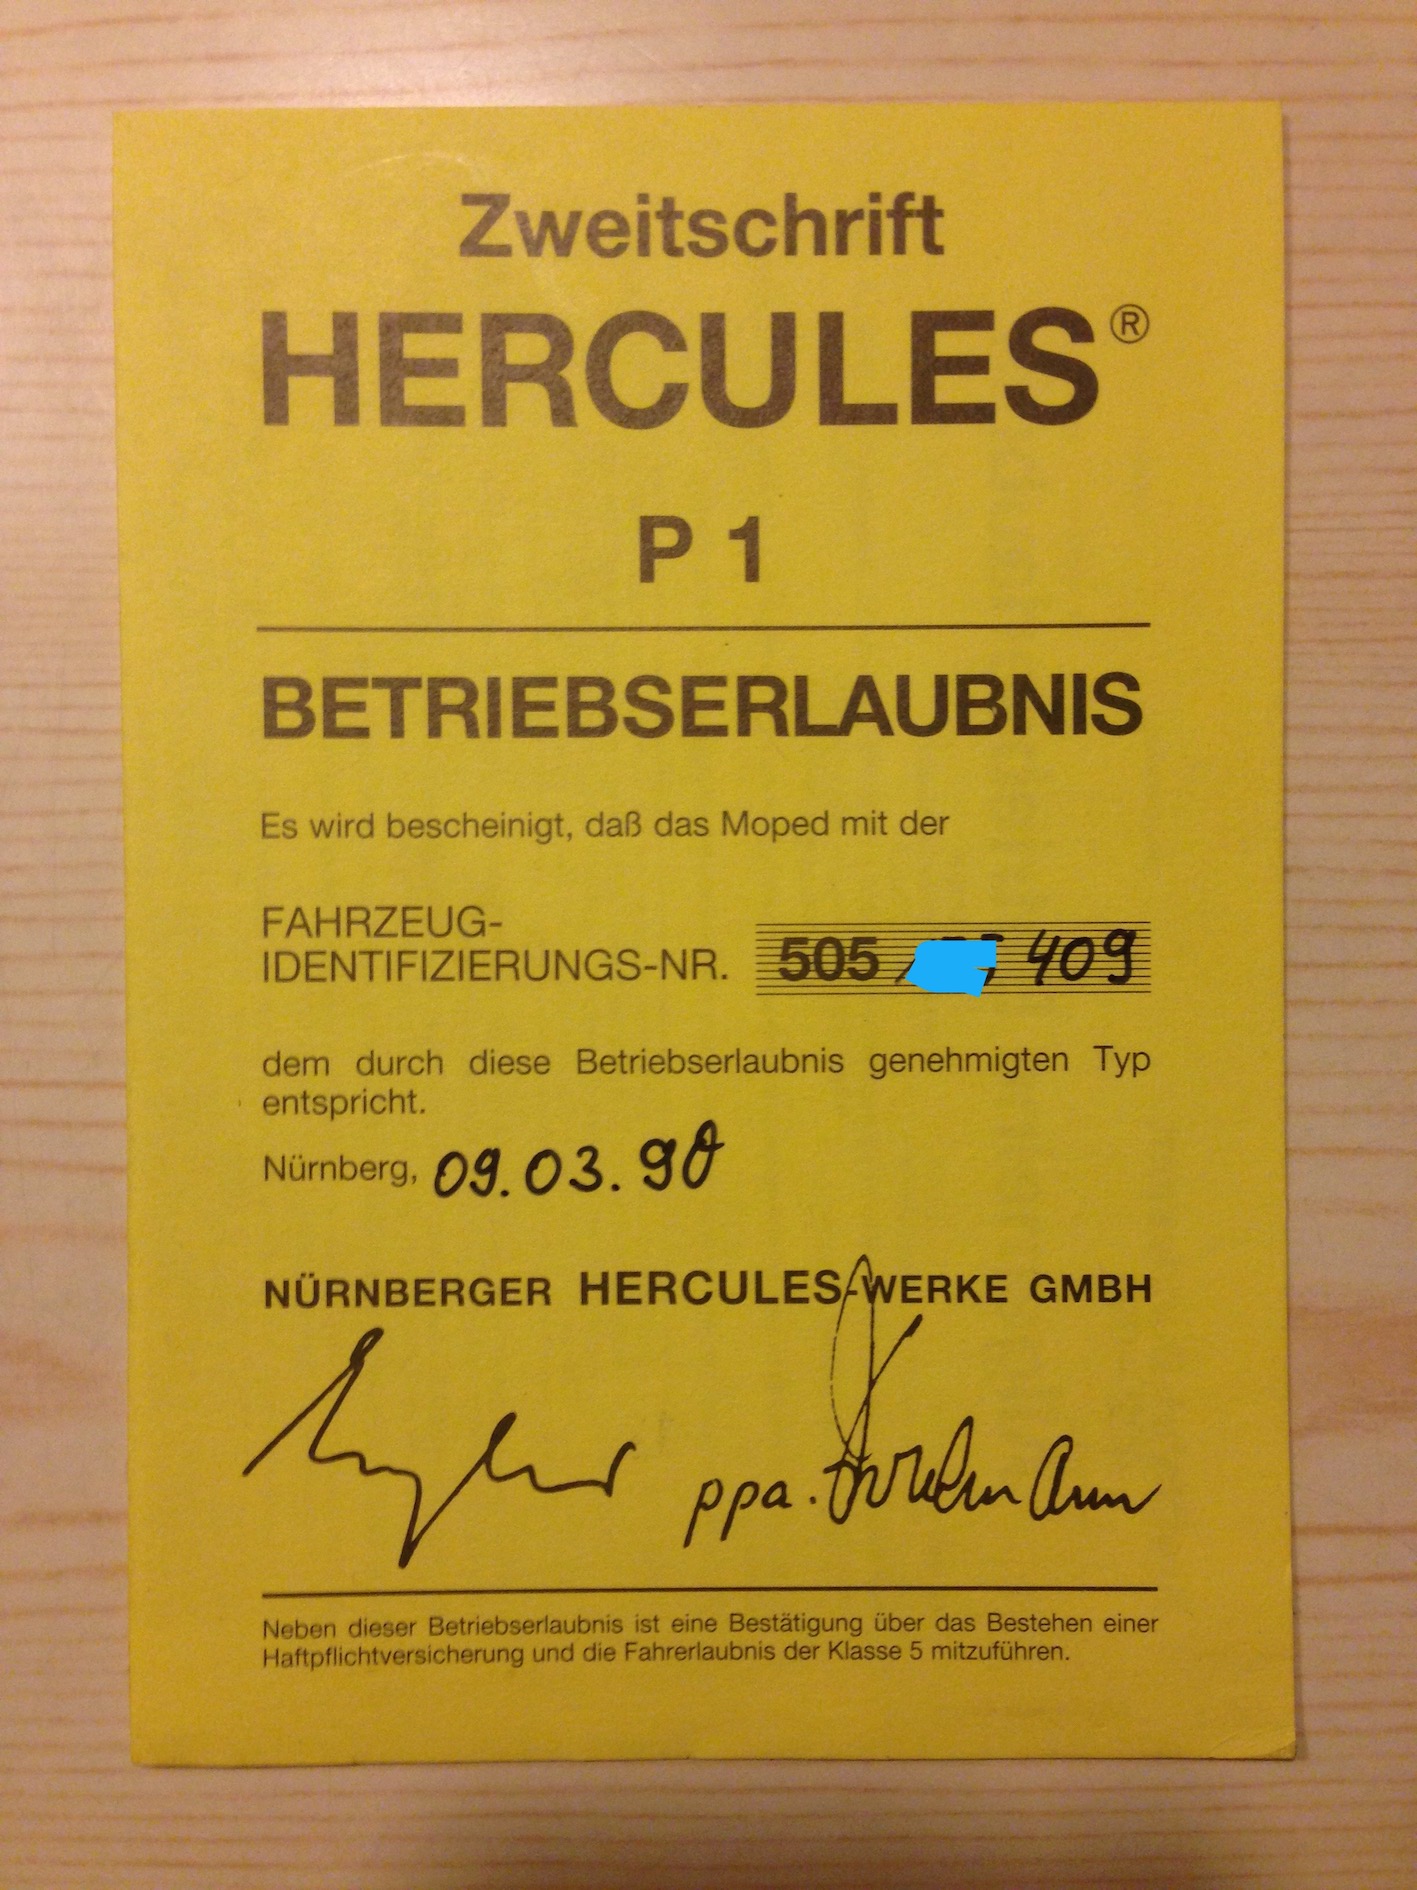 Zweitschrift
HERCULES®
P 1
BETRIEBSERLAUBNIS
Es wird bescheinigt, daß das Moped mit der
FAHRZEUG-
IDENTIFIZIERUNGS-NR. 505 409
dem durch diese Betriebserlaubnis genehmigten Typ
entspricht.
Nürnberg, 09.03.90
NÜRNBERGER HERCULES-WERKE GMBH
ppa.
Neben dieser Betriebserlaubnis ist eine Bestätigung über das Bestehen einer
Haftpflichtversicherung und die Fahrerlaubnis der Klasse 5 mitzuführen.